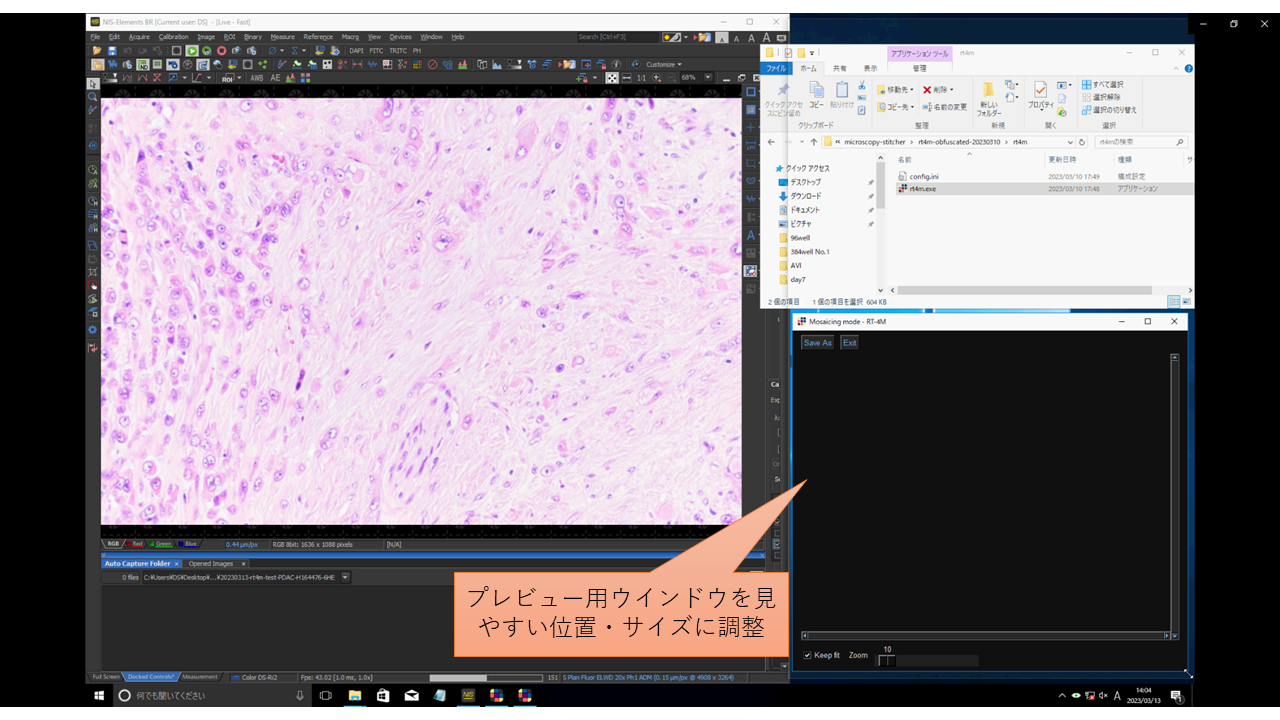 NIS-Elements BR [Current user: DS] - [Live - Fast]
File Edit Acquire Calibration Image ROI Binary Measure Reference Macro View Devices Window Help
Search [Ctrl+F3]
DAPI FITC TRITC PH
Customize
ROI AWB AE
1:1 68%
RGB Red Green Blue 0.44 µm/px RGB 8bit: 1636 x 1088 pixels [N/A]
Auto Capture Folder × Opened Images ×
0 files C:¥Users¥DS¥Desktop¥...¥20230313-rt4m-test-PDAC-H164476-6HE
Full Screen Docked Controls* Measurement Color DS-Ri2 Fps: 43.02 [1.0 ms, 1.0x] 151 S Plan Fluor ELWD 20x Ph1 ADM (0.15 µm/px @ 4908 x 3264)
アプリケーション ツール rt4m
ファイル ホーム 共有 表示 管理
クイック アクセスにピン留め
コピー 貼り付け
クリップボード
移動先 削除
コピー先 名前の変更
整理
新しいフォルダー
新規
プロパティ
開く
すべて選択
選択解除
選択の切り替え
選択
« microscopy-stitcher › rt4m-obfuscated-20230310 › rt4m
rt4mの検索
名前 更新日時 種類
config.ini 2023/03/10 17:49 構成設定
rt4m.exe 2023/03/10 17:48 アプリケーション
クイック アクセス
デスクトップ
ダウンロード
ドキュメント
ピクチャ
96well
384well No.1
AVI
day7
2 個の項目 1 個の項目を選択 604 KB
Mosaicing mode - RT-4M
Save As Exit
Keep fit Zoom 10
プレビュー用ウインドウを見
やすい位置・サイズに調整
何でも聞いてください
NIS
A 14:04
2023/03/13